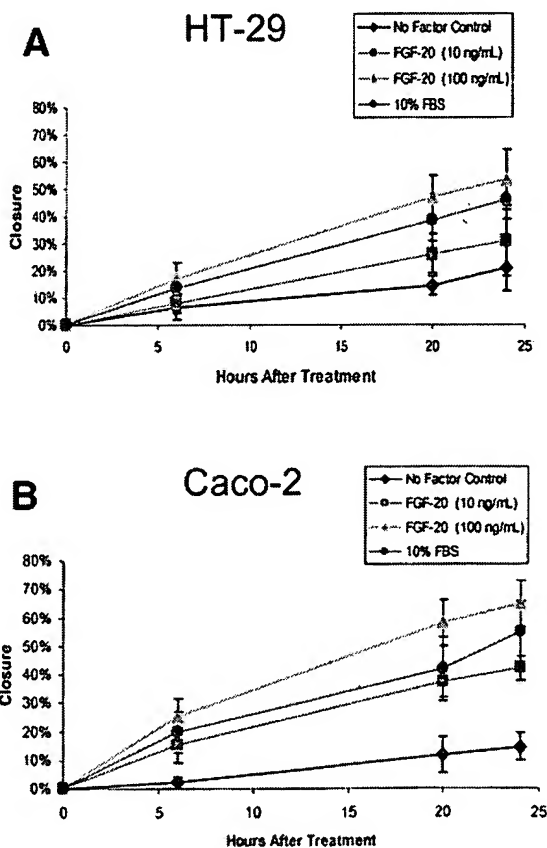 A
HT-29
No Factor Control
FGF-20 (10 ng/mL)
FGF-20 (100 ng/mL)
10% FBS
80%
70%
60%
50%
40%
30%
20%
10%
0%
Closure
0
5
10
15
20
25
Hours After Treatment
B
Caco-2
No Factor Control
FGF-20 (10 ng/mL)
FGF-20 (100 ng/mL)
10% FBS
80%
70%
60%
50%
40%
30%
20%
10%
0%
Closure
0
5
10
15
20
25
Hours After Treatment